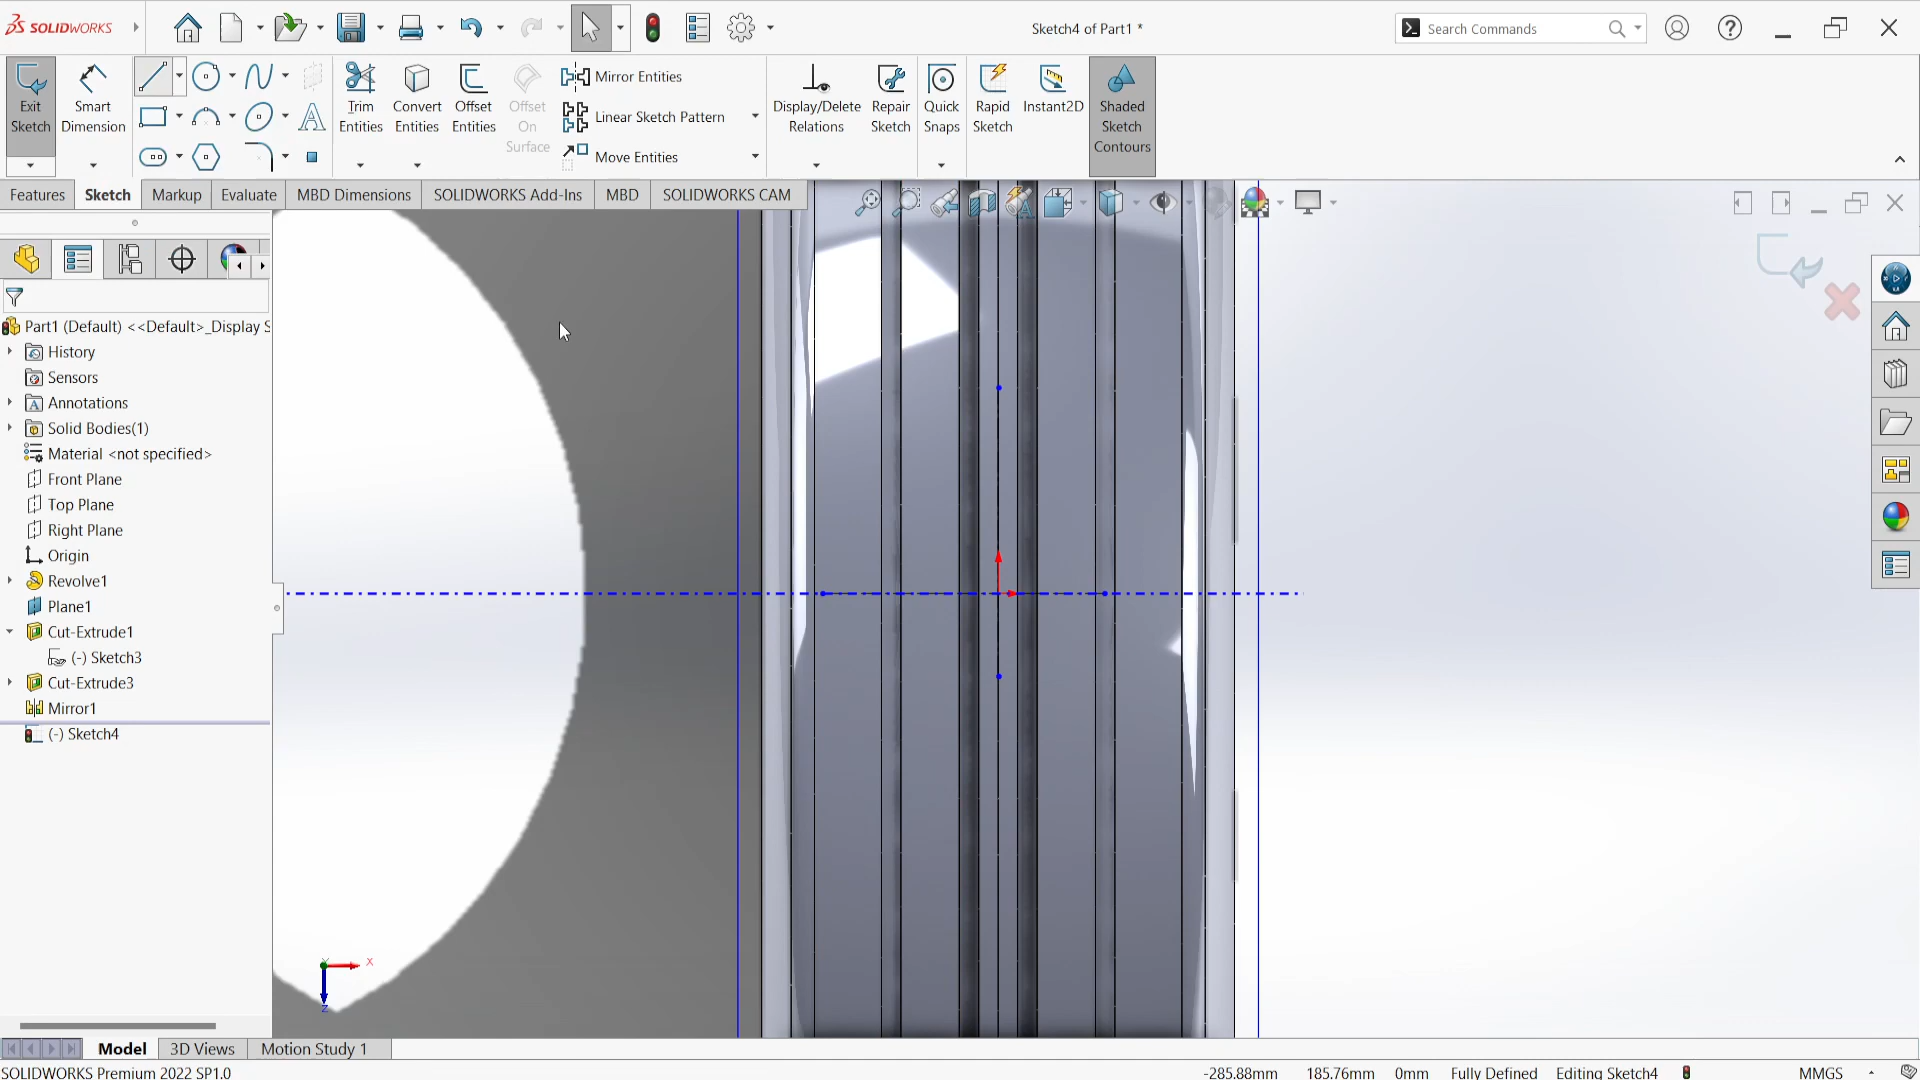 SOLIDWORKS
Sketch4 of Part1 *
Search Commands
Exit Sketch
Smart Dimension
Trim Entities
Convert Entities
Offset Entities
Offset On Surface
Mirror Entities
Linear Sketch Pattern
Move Entities
Display/Delete Relations
Repair Sketch
Quick Snaps
Rapid Sketch
Instant2D
Shaded Sketch Contours
Features
Sketch
Markup
Evaluate
MBD Dimensions
SOLIDWORKS Add-Ins
MBD
SOLIDWORKS CAM
Part1 (Default) <<Default>_Display S
History
Sensors
Annotations
Solid Bodies(1)
Material <not specified>
Front Plane
Top Plane
Right Plane
Origin
Revolve1
Plane1
Cut-Extrude1
(-) Sketch3
Cut-Extrude3
Mirror1
(-) Sketch4
Y
X
Z
Model
3D Views
Motion Study 1
SOLIDWORKS Premium 2022 SP1.0
-285.88mm
185.76mm
0mm
Fully Defined
Editing Sketch4
MMGS